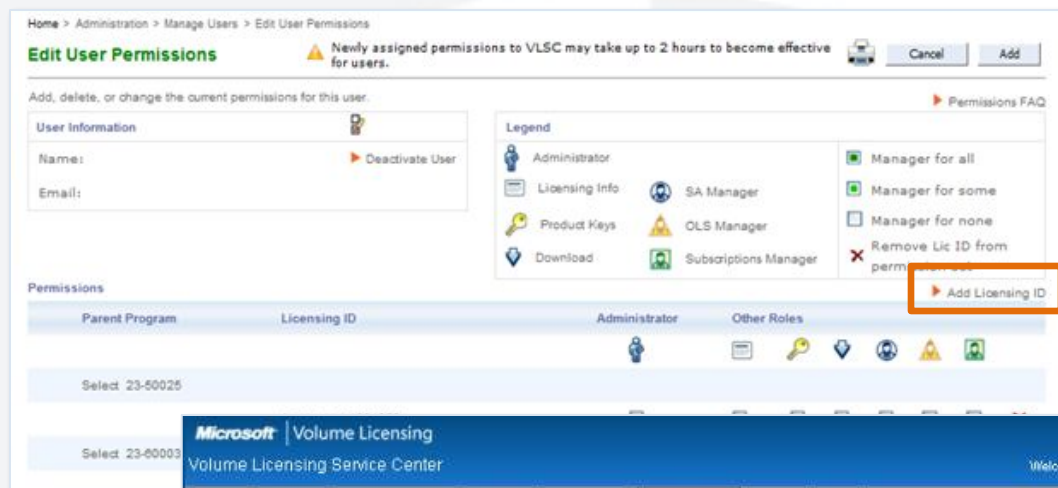 Home > Administration > Manage Users > Edit User Permissions
Edit User Permissions
Newly assigned permissions to VLSC may take up to 2 hours to become effective
for users.
Cancel
Add
Add, delete, or change the current permissions for this user.
Permissions FAQ
User Information
Name:
Deactivate User
Email:
Legend
Administrator
Manager for all
Licensing Info
SA Manager
Manager for some
Product Keys
OLS Manager
Manager for none
Download
Subscriptions Manager
Remove Lic ID from
Permissions
Add Licensing ID
Parent Program
Licensing ID
Administrator
Other Roles
Select 23-50025
Select 23-60003
Microsoft | Volume Licensing
Volume Licensing Service Center